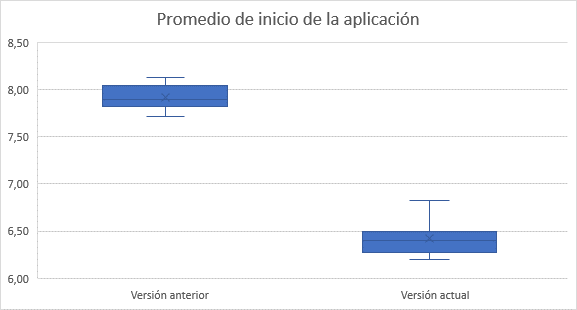 Promedio de inicio de la aplicación
8,50
8,00
7,50
7,00
6,50
6,00
Versión anterior
Versión actual